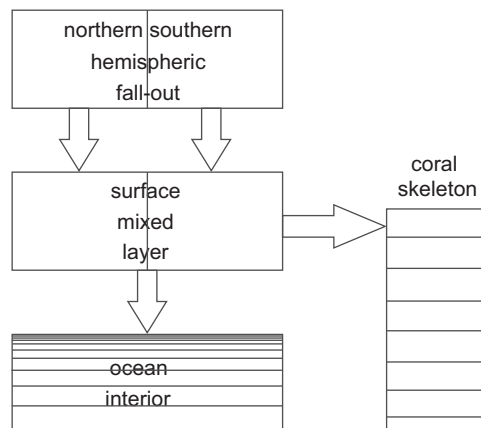 northern southern
hemispheric
fall-out
surface
mixed
layer
coral
skeleton
ocean
interior